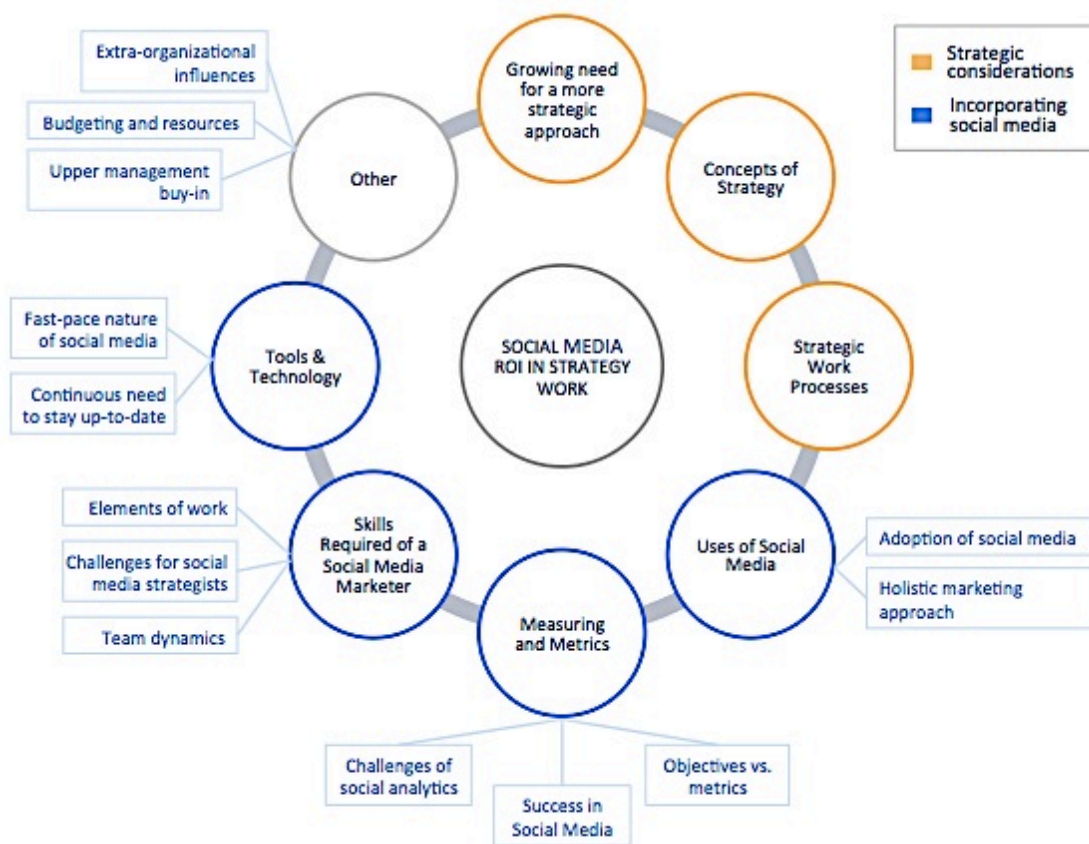 Extra-organizational
influences
Budgeting and resources
Upper management
buy-in
Other
Growing need
for a more
strategic
approach
Concepts of
Strategy
Strategic
considerations
Incorporating
social media
Fast-pace nature
of social media
Continuous need
to stay up-to-date
Tools &
Technology
SOCIAL MEDIA
ROI IN STRATEGY
WORK
Strategic
Work
Processes
Elements of work
Challenges for social
media strategists
Team dynamics
Skills
Required of a
Social Media
Marketer
Measuring
and Metrics
Uses of Social
Media
Adoption of social media
Holistic marketing
approach
Challenges of
social analytics
Success in
Social Media
Objectives vs.
metrics